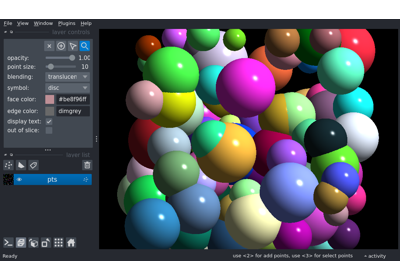 File View Window Plugins Help
layer controls
opacity: 1.00
point size: 10
blending: translucen
symbol: disc
face color: #be8f96ff
edge color: dimgrey
display text:
out of slice:
layer list
pts
Ready use <2> for add points, use <3> for select points activity